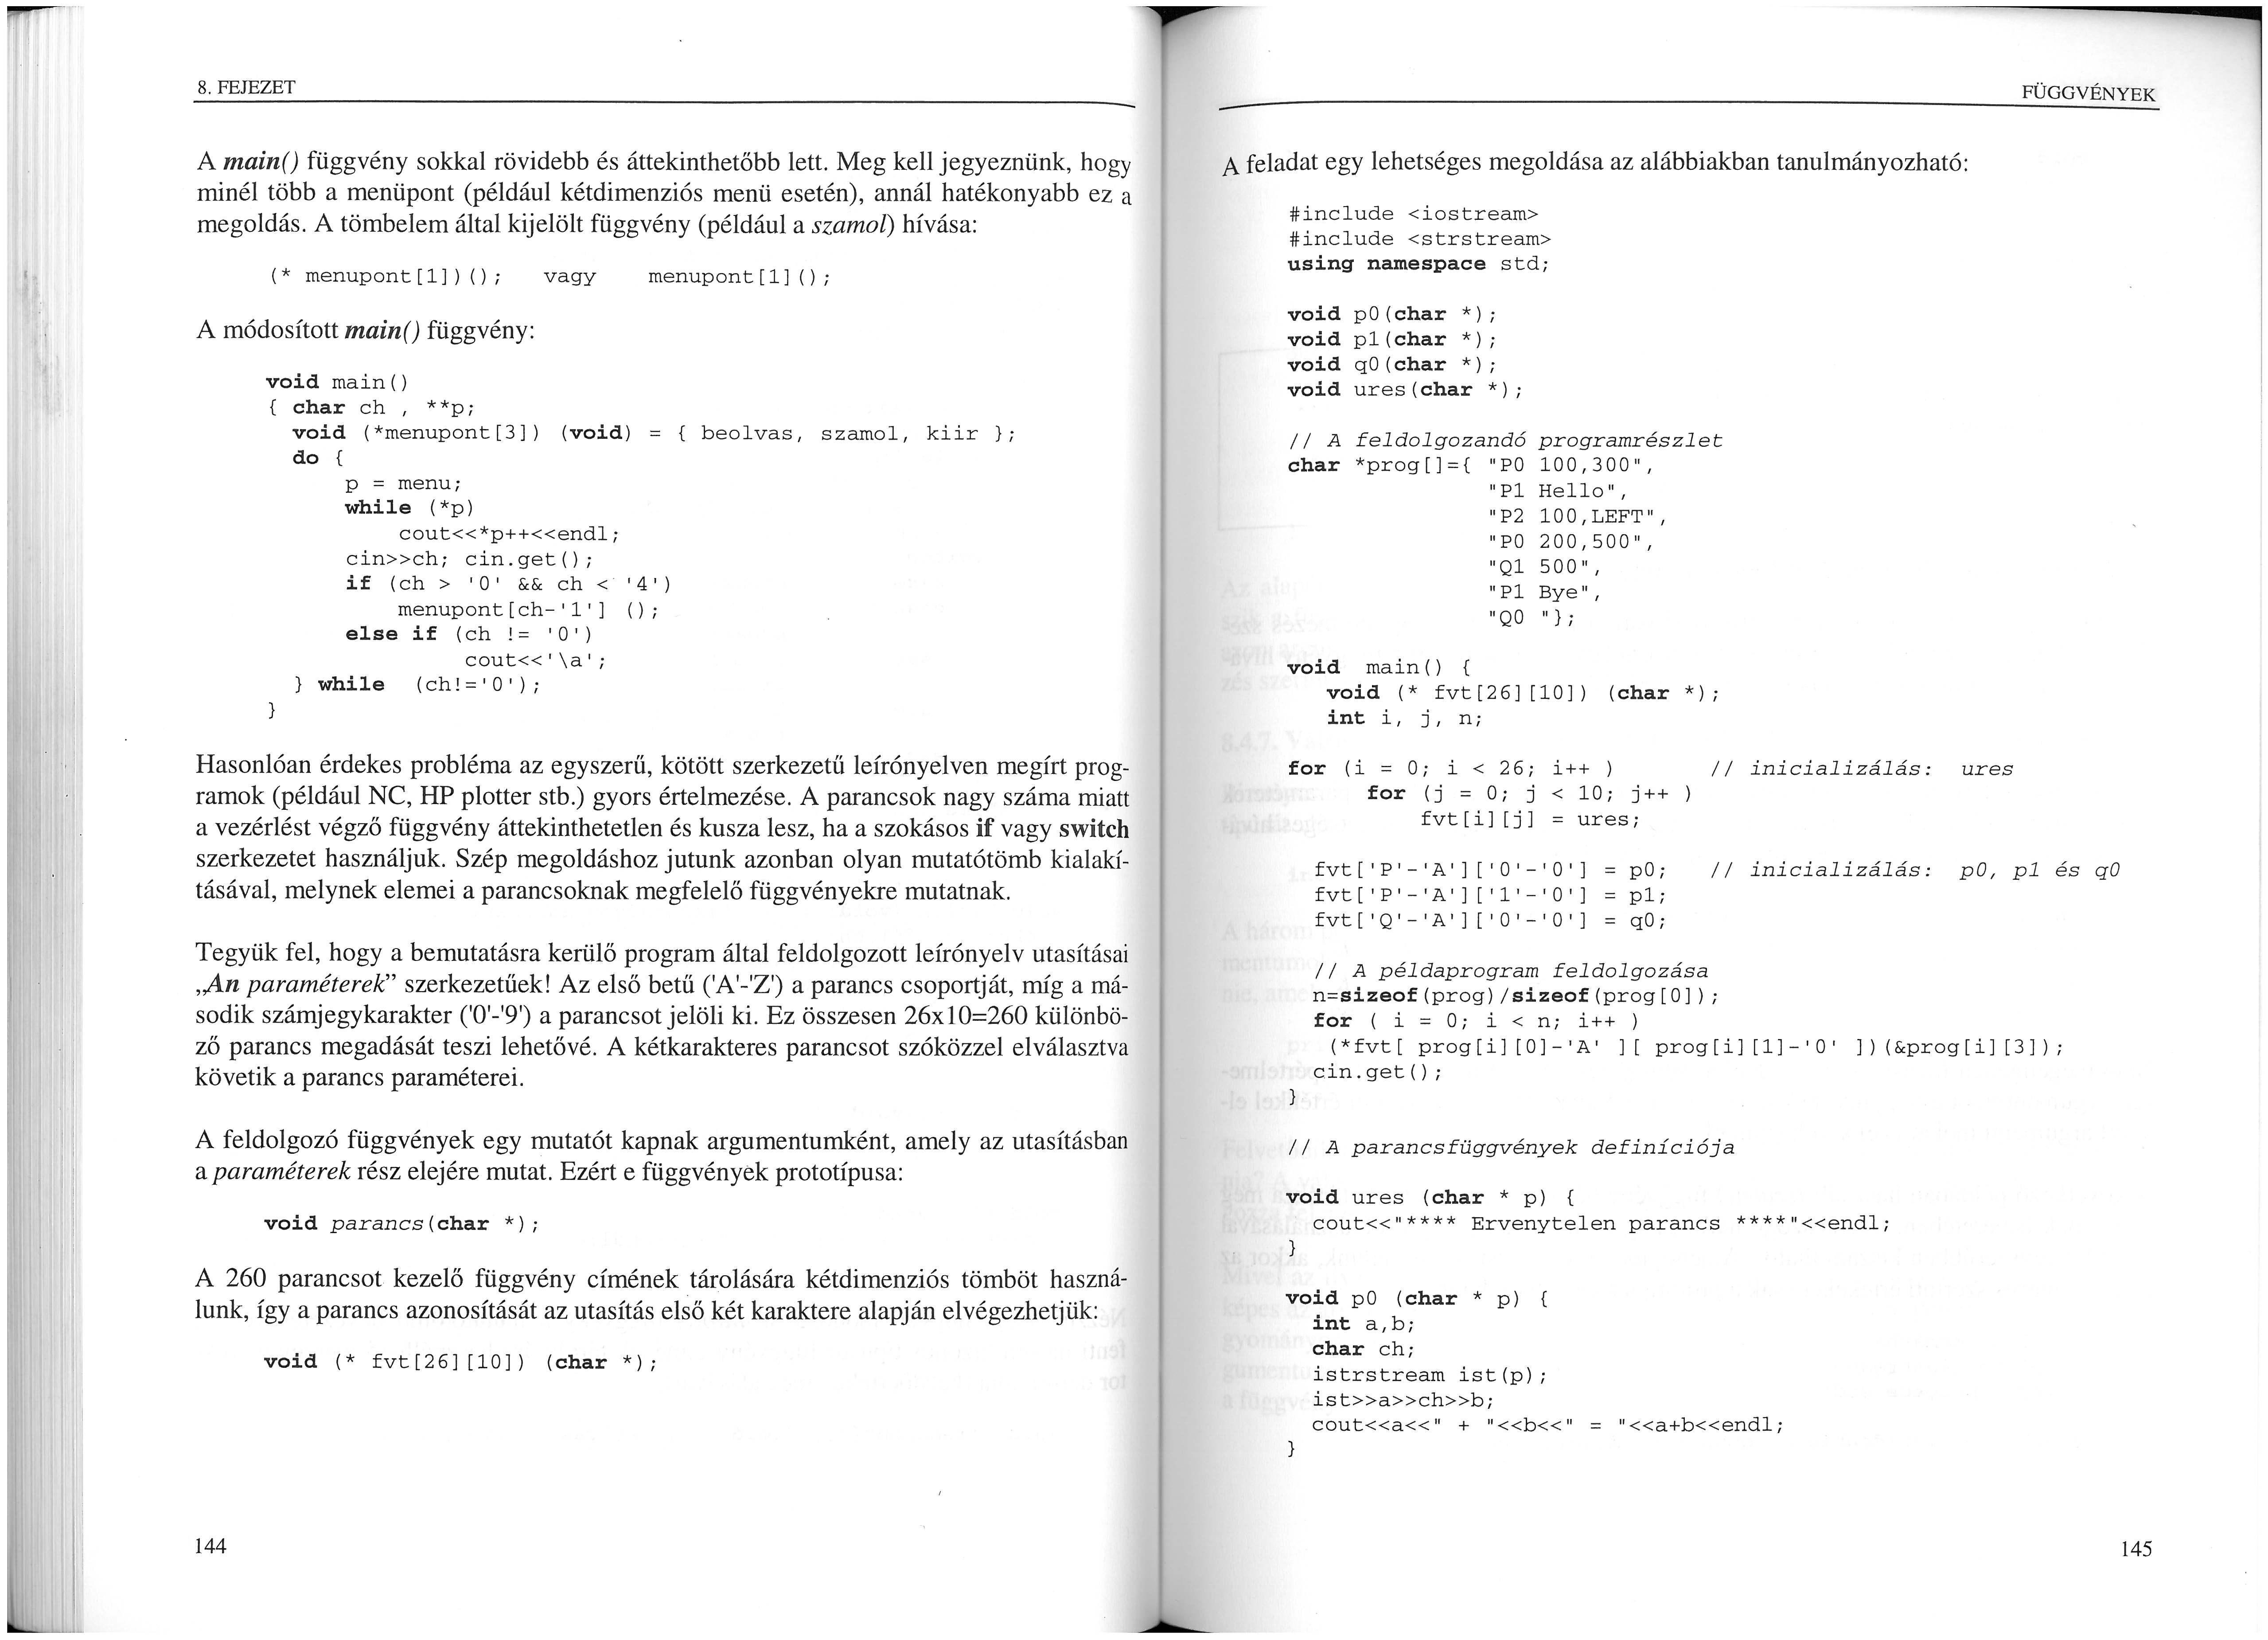 8. FEJEZET
A main() függvény sokkal rövidebb és áttekinthetőbb lett. Meg kell jegyeznünk, hogy
minél több a menüpont (például kétdimenziós menü esetén), annál hatékonyabb ez a
megoldás. A tömbelem által kijelölt függvény (például a szamol) hívása:
(* menupont[1])(); vagy menupont[1]();
A módosított main() függvény:
void main()
{ char ch , **p;
void (*menupont[3]) (void) = { beolvas, szamol, kiir };
do {
p = menu;
while (*p)
cout<<*p++<<endl;
cin>>ch; cin.get();
if (ch > '0' && ch < '4')
menupont[ch-'1'] ();
else if (ch != '0')
cout<<'\a';
} while (ch!='0');
}
Hasonlóan érdekes probléma az egyszerű, kötött szerkezetű leírónyelven megírt prog-
ramok (például NC, HP plotter stb.) gyors értelmezése. A parancsok nagy száma miatt
a vezérlést végző függvény áttekinthetetlen és kusza lesz, ha a szokásos if vagy switch
szerkezetet használjuk. Szép megoldáshoz jutunk azonban olyan mutatótömb kialakí-
tásával, melynek elemei a parancsoknak megfelelő függvényekre mutatnak.
Tegyük fel, hogy a bemutatásra kerülő program által feldolgozott leírónyelv utasításai
„An paraméterek” szerkezetűek! Az első betű ('A'-'Z') a parancs csoportját, míg a má-
sodik számjegykarakter ('0'-'9') a parancsot jelöli ki. Ez összesen 26x10=260 különbö-
ző parancs megadását teszi lehetővé. A kétkarakteres parancsot szóközzel elválasztva
követik a parancs paraméterei.
A feldolgozó függvények egy mutatót kapnak argumentumként, amely az utasításban
a paraméterek rész elejére mutat. Ezért e függvények prototípusa:
void parancs(char *);
A 260 parancsot kezelő függvény címének tárolására kétdimenziós tömböt haszná-
lunk, így a parancs azonosítását az utasítás első két karaktere alapján elvégezhetjük:
void (* fvt[26][10]) (char *);
144
FÜGGVÉNYEK
A feladat egy lehetséges megoldása az alábbiakban tanulmányozható:
#include <iostream>
#include <strstream>
using namespace std;
void p0(char *);
void p1(char *);
void q0(char *);
void ures(char *);
// A feldolgozandó programrészlet
char *prog[]={ "P0 100,300",
"P1 Hello",
"P2 100,LEFT",
"P0 200,500",
"Q1 500",
"P1 Bye",
"Q0 "};
void main() {
void (* fvt[26][10]) (char *);
int i, j, n;
for (i = 0; i < 26; i++ ) // inicializálás: ures
for (j = 0; j < 10; j++ )
fvt[i][j] = ures;
fvt['P'-'A']['0'-'0'] = p0; // inicializálás: p0, p1 és q0
fvt['P'-'A']['1'-'0'] = p1;
fvt['Q'-'A']['0'-'0'] = q0;
// A példaprogram feldolgozása
n=sizeof(prog)/sizeof(prog[0]);
for ( i = 0; i < n; i++ )
(*fvt[ prog[i][0]-'A' ][ prog[i][1]-'0' ])(&prog[i][3]);
cin.get();
}
// A parancsfüggvények definíciója
void ures (char * p) {
cout<<"**** Ervenytelen parancs ****"<<endl;
}
void p0 (char * p) {
int a,b;
char ch;
istrstream ist(p);
ist>>a>>ch>>b;
cout<<a<<" + "<<b<<" = "<<a+b<<endl;
}
145